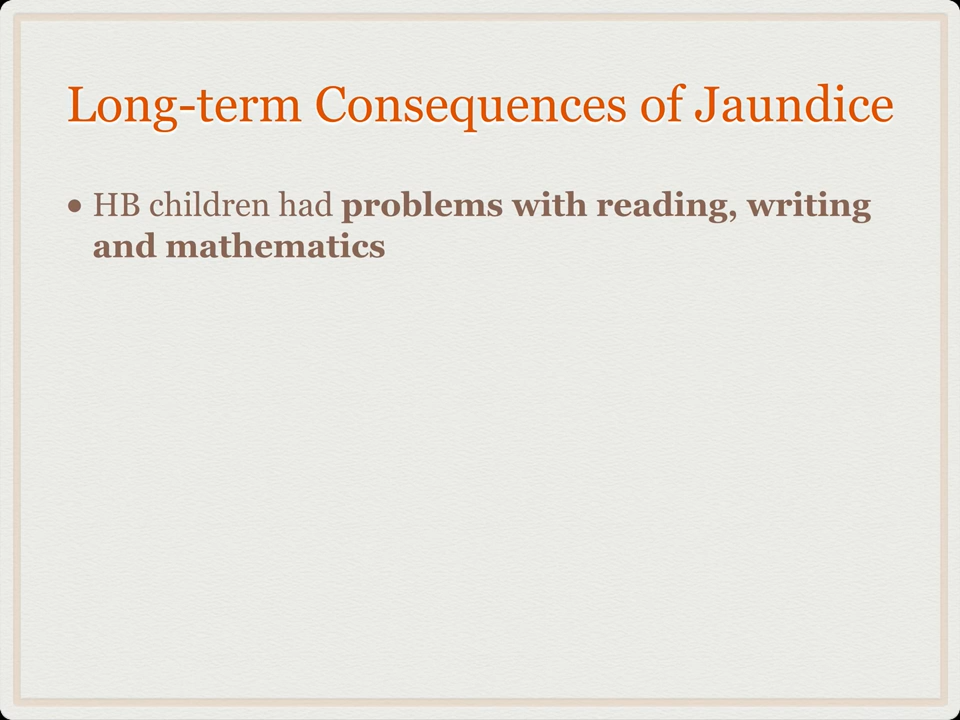 Long-term Consequences of Jaundice
• HB children had problems with reading, writing
and mathematics